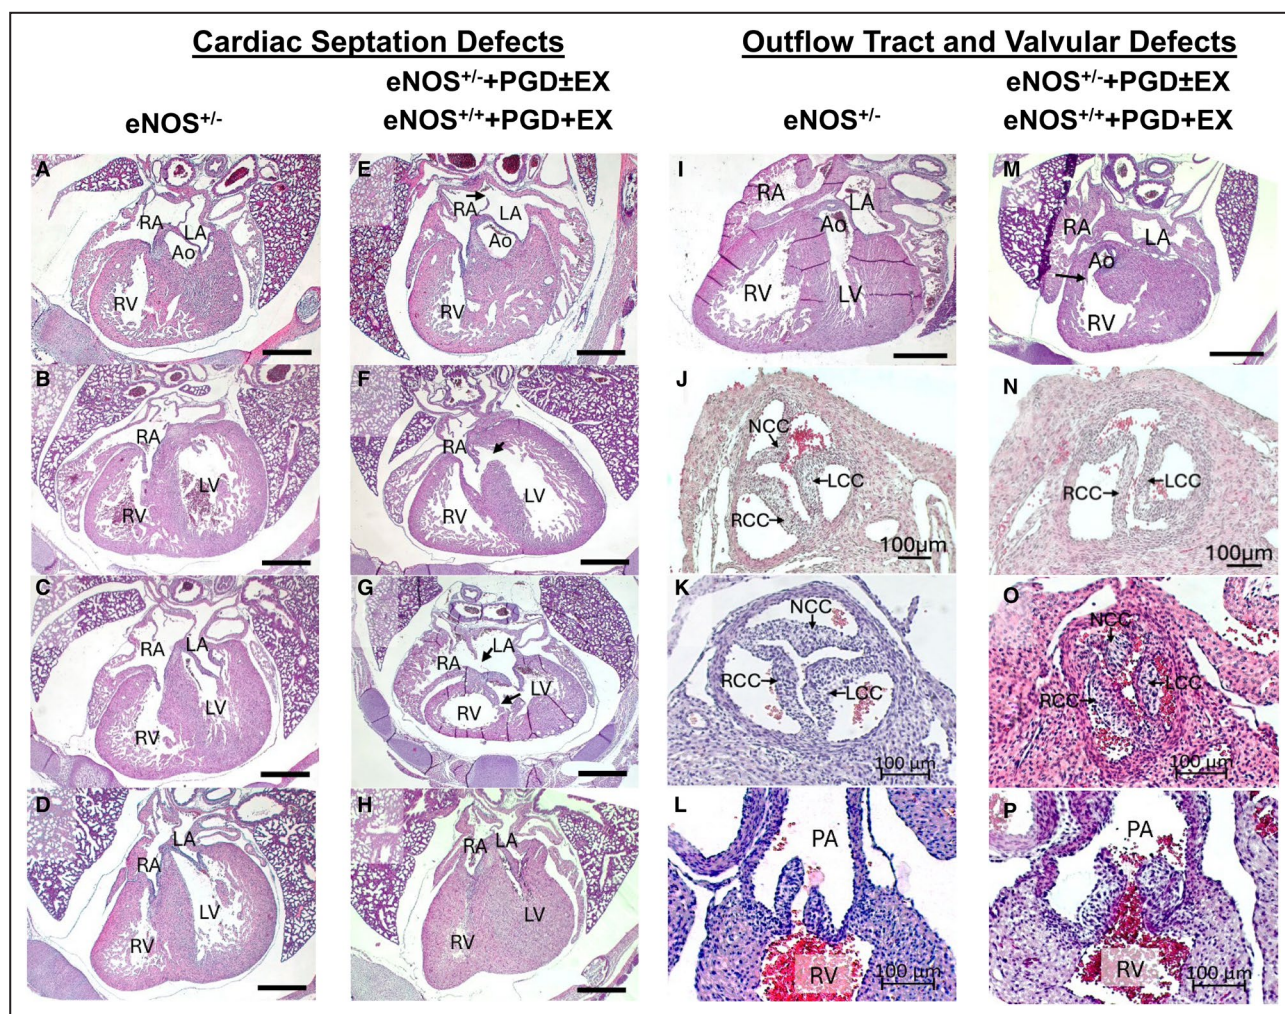 Cardiac Septation Defects
Outflow Tract and Valvular Defects
eNOS+/-
eNOS+/-+PGD±EX
eNOS+/++PGD+EX
eNOS+/-
eNOS+/-+PGD±EX
eNOS+/++PGD+EX
A
RA
LA
Ao
RV
E
RA
LA
Ao
RV
I
RA
LA
Ao
RV
LV
M
RA
LA
Ao
RV
B
RA
LV
RV
F
RA
LV
RV
J
NCC
LCC
RCC
100µm
N
RCC
LCC
100µm
C
RA
LA
LV
RV
G
LA
RA
LV
RV
K
NCC
RCC
LCC
100 µm
O
NCC
RCC
LCC
100 µm
D
LA
RA
LV
RV
H
RA
LA
LV
RV
L
PA
RV
100 µm
P
PA
RV
100 µm